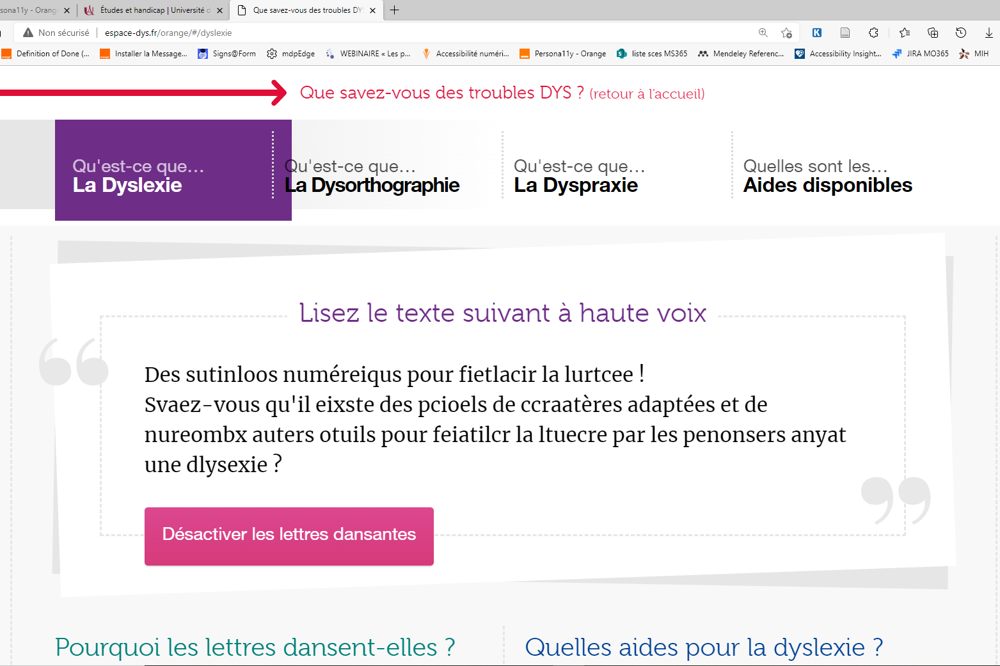 sona11y - Orang
Études et handicap | Université d
Que savez-vous des troubles DY
Non sécurisé
espace-dys.fr/orange/#/dyslexie
Definition of Done (... Installer la Message... Signs@Form mdpEdge WEBINAIRE « Les p... Accessibilité numéri... Persona11y - Orange liste sces MS365 Mendeley Referenc... Accessibility Insight... JIRA MO365 MIH
Que savez-vous des troubles DYS ? (retour à l'accueil)
Qu'est-ce que...
La Dyslexie
Qu'est-ce que...
La Dysorthographie
Qu'est-ce que...
La Dyspraxie
Quelles sont les...
Aides disponibles
Lisez le texte suivant à haute voix
Des sutinloos numéreiqus pour fietlacir la lurtcee !
Svaez-vous qu'il eixste des pcioels de ccraatères adaptées et de
nureombx auters otuils pour feiatilcr la ltuecre par les penonsers anyat
une dlysexie ?
Désactiver les lettres dansantes
Pourquoi les lettres dansent-elles ?
Quelles aides pour la dyslexie ?